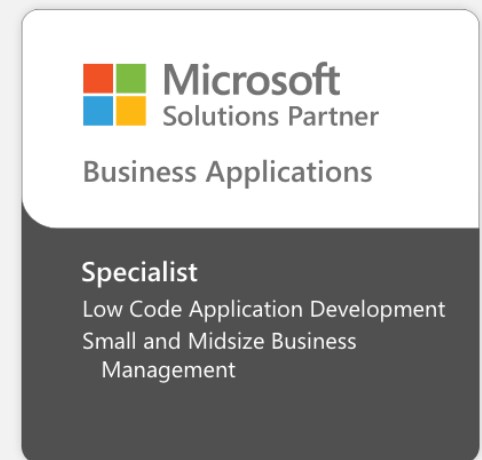 Microsoft
Solutions Partner
Business Applications
Specialist
Low Code Application Development
Small and Midsize Business
Management